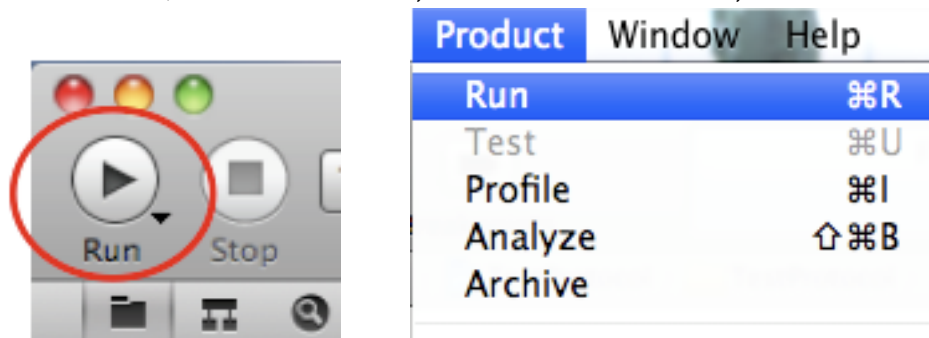 Run Stop
Product Window Help
Run ⌘R
Test ⌘U
Profile ⌘I
Analyze ⇧⌘B
Archive